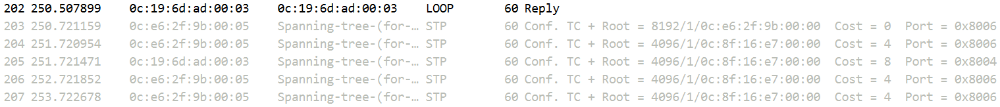 202 250.507899 0c:19:6d:ad:00:03 0c:19:6d:ad:00:03 LOOP 60 Reply
203 250.721159 0c:e6:2f:9b:00:05 Spanning-tree-(for-… STP 60 Conf. TC + Root = 8192/1/0c:e6:2f:9b:00:00 Cost = 0 Port = 0x8006
204 251.720954 0c:e6:2f:9b:00:05 Spanning-tree-(for-… STP 60 Conf. TC + Root = 4096/1/0c:8f:16:e7:00:00 Cost = 4 Port = 0x8006
205 251.721471 0c:19:6d:ad:00:03 Spanning-tree-(for-… STP 60 Conf. TC + Root = 4096/1/0c:8f:16:e7:00:00 Cost = 8 Port = 0x8004
206 252.721852 0c:e6:2f:9b:00:05 Spanning-tree-(for-… STP 60 Conf. TC + Root = 4096/1/0c:8f:16:e7:00:00 Cost = 4 Port = 0x8006
207 253.722678 0c:e6:2f:9b:00:05 Spanning-tree-(for-… STP 60 Conf. TC + Root = 4096/1/0c:8f:16:e7:00:00 Cost = 4 Port = 0x8006